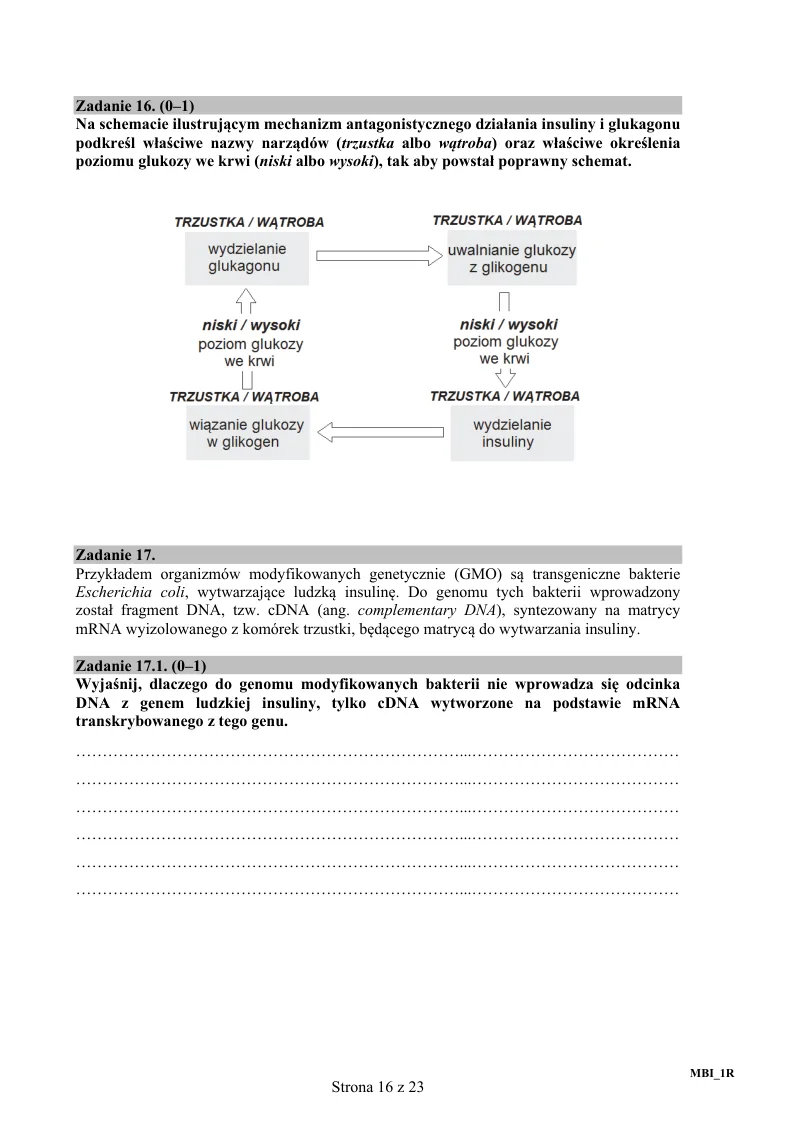 Zadanie 16. (0–1)
Na schemacie ilustrującym mechanizm antagonistycznego działania insuliny i glukagonu
podkreśl właściwe nazwy narządów (trzustka albo wątroba) oraz właściwe określenia
poziomu glukozy we krwi (niski albo wysoki), tak aby powstał poprawny schemat.
TRZUSTKA / WĄTROBA
wydzielanie
glukagonu
TRZUSTKA / WĄTROBA
uwalnianie glukozy
z glikogenu
niski / wysoki
poziom glukozy
we krwi
niski / wysoki
poziom glukozy
we krwi
TRZUSTKA / WĄTROBA
wiązanie glukozy
w glikogen
TRZUSTKA / WĄTROBA
wydzielanie
insuliny
Zadanie 17.
Przykładem organizmów modyfikowanych genetycznie (GMO) są transgeniczne bakterie
Escherichia coli, wytwarzające ludzką insulinę. Do genomu tych bakterii wprowadzony
został fragment DNA, tzw. cDNA (ang. complementary DNA), syntezowany na matrycy
mRNA wyizolowanego z komórek trzustki, będącego matrycą do wytwarzania insuliny.
Zadanie 17.1. (0–1)
Wyjaśnij, dlaczego do genomu modyfikowanych bakterii nie wprowadza się odcinka
DNA z genem ludzkiej insuliny, tylko cDNA wytworzone na podstawie mRNA
transkrybowanego z tego genu.
MBI_1R
Strona 16 z 23